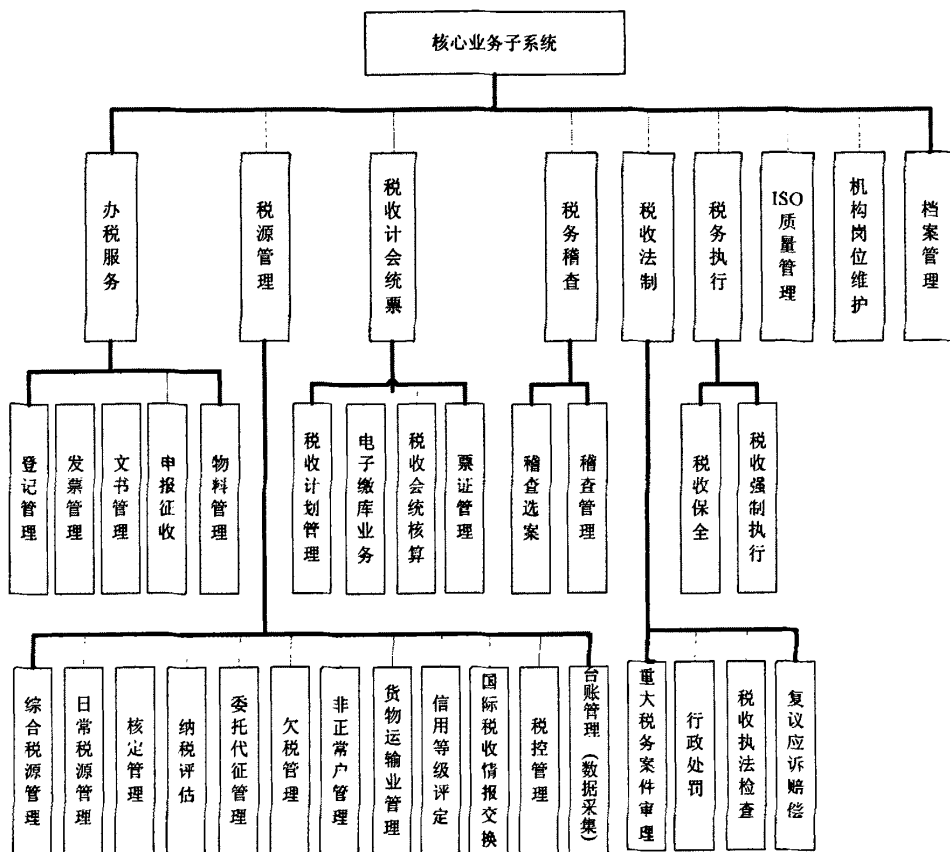 核心业务子系统
办税服务
税源管理
税收计会统票
税务稽查
税收法制
税务执行
ISO质量管理
机构岗位维护
档案管理
登记管理
发票管理
文书管理
申报征收
物料管理
税收计划管理
电子缴库业务
税收会统核算
票证管理
稽查选案
稽查管理
税收保全
税收强制执行
综合税源管理
日常税源管理
核定管理
纳税评估
委托代征管理
欠税管理
非正常户管理
货物运输业管理
信用等级评定
国际税收情报交换
税控管理
台账管理（数据采集）
重大税务案件审理
行政处罚
税收执法检查
复议应诉赔偿